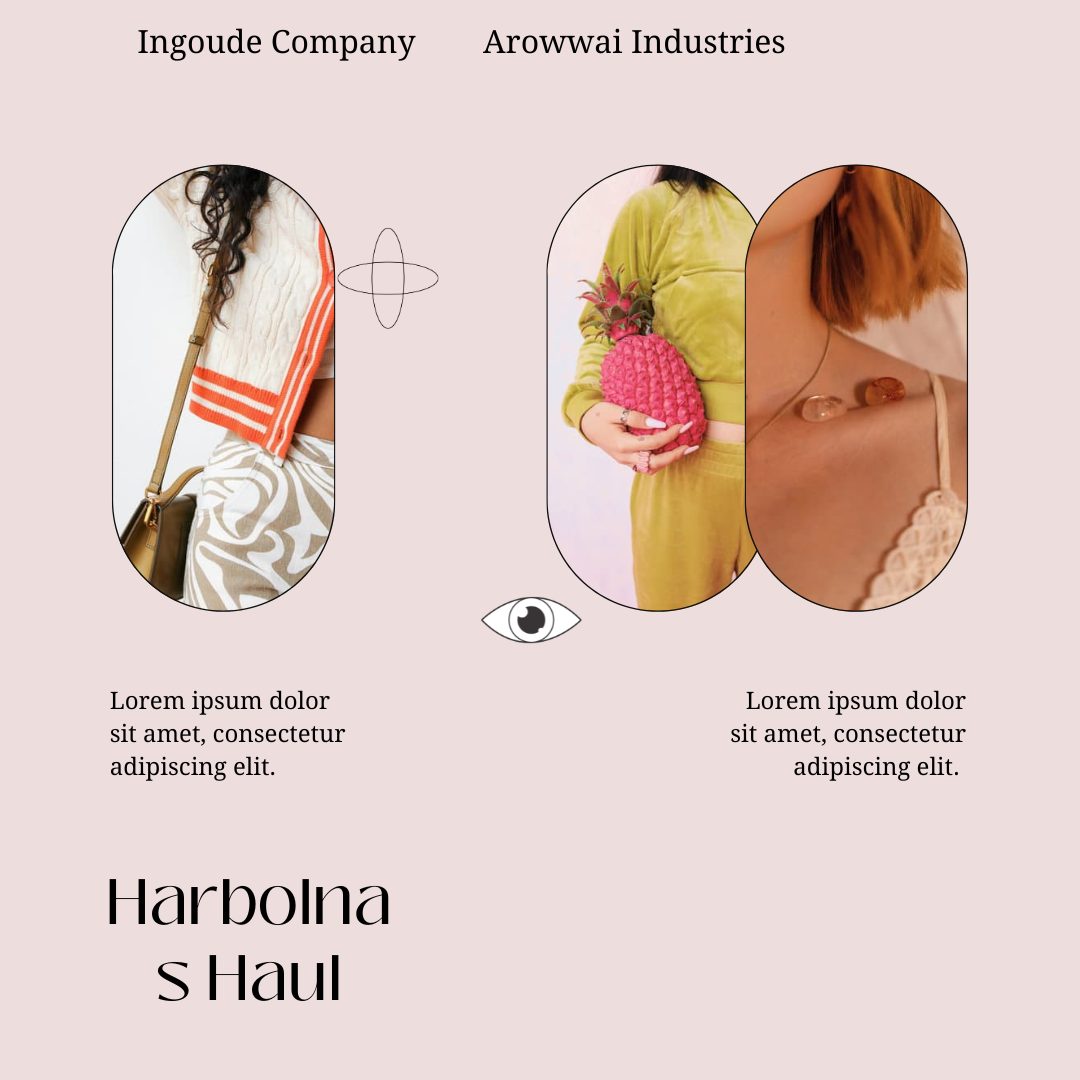 Ingoude Company
Arowwai Industries
Lorem ipsum dolor
sit amet, consectetur
adipiscing elit.
Lorem ipsum dolor
sit amet, consectetur
adipiscing elit.
Harbolna
s Haul